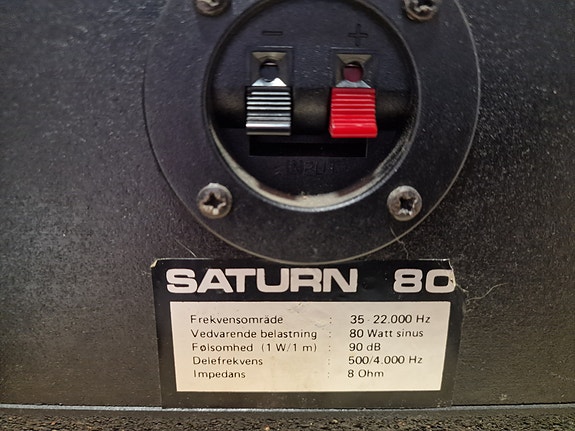 - +
INPUT
SATURN 80
Frekvensområde : 35-22.000 Hz
Vedvarende belastning : 80 Watt sinus
Følsomhed (1 W/1 m) : 90 dB
Delefrekvens : 500/4.000 Hz
Impedans : 8 Ohm